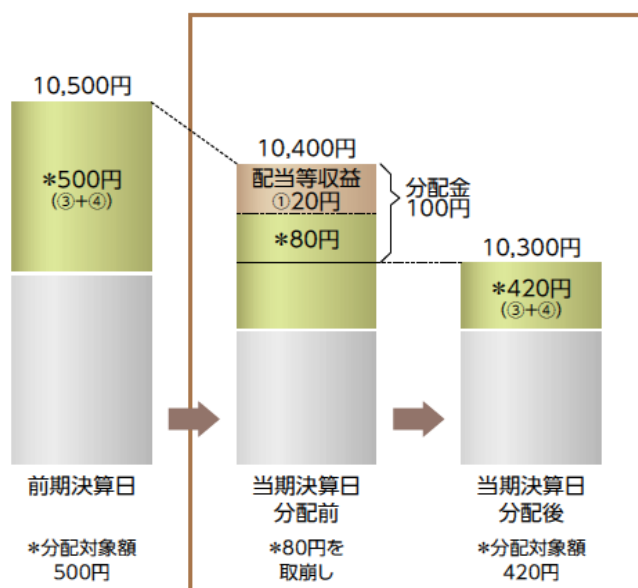 10,500円
*500円
(③+④)
前期決算日
*分配対象額
500円
10,400円
配当等収益
①20円
*80円
分配金
100円
当期決算日
分配前
*80円を
取崩し
10,300円
*420円
(③+④)
当期決算日
分配後
*分配対象額
420円